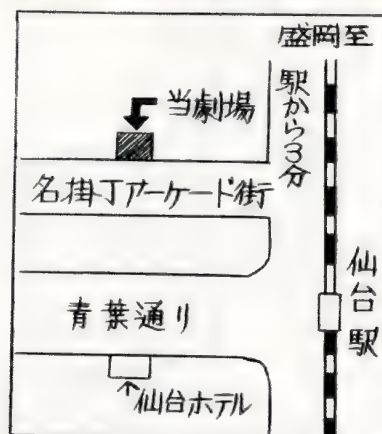 盛岡至
駅から3分
当劇場
名掛丁アーケード街
仙台駅
青葉通り
↑仙台ホテル